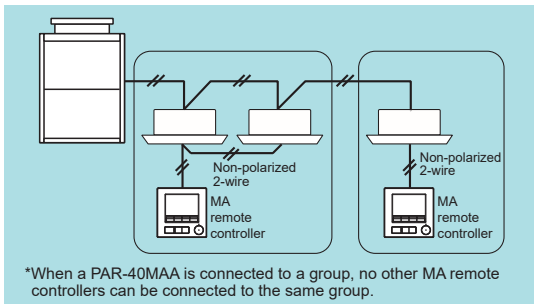 Non-polarized
2-wire
MA
remote
controller
Non-polarized
2-wire
MA
remote
controller
*When a PAR-40MAA is connected to a group, no other MA remote
controllers can be connected to the same group.